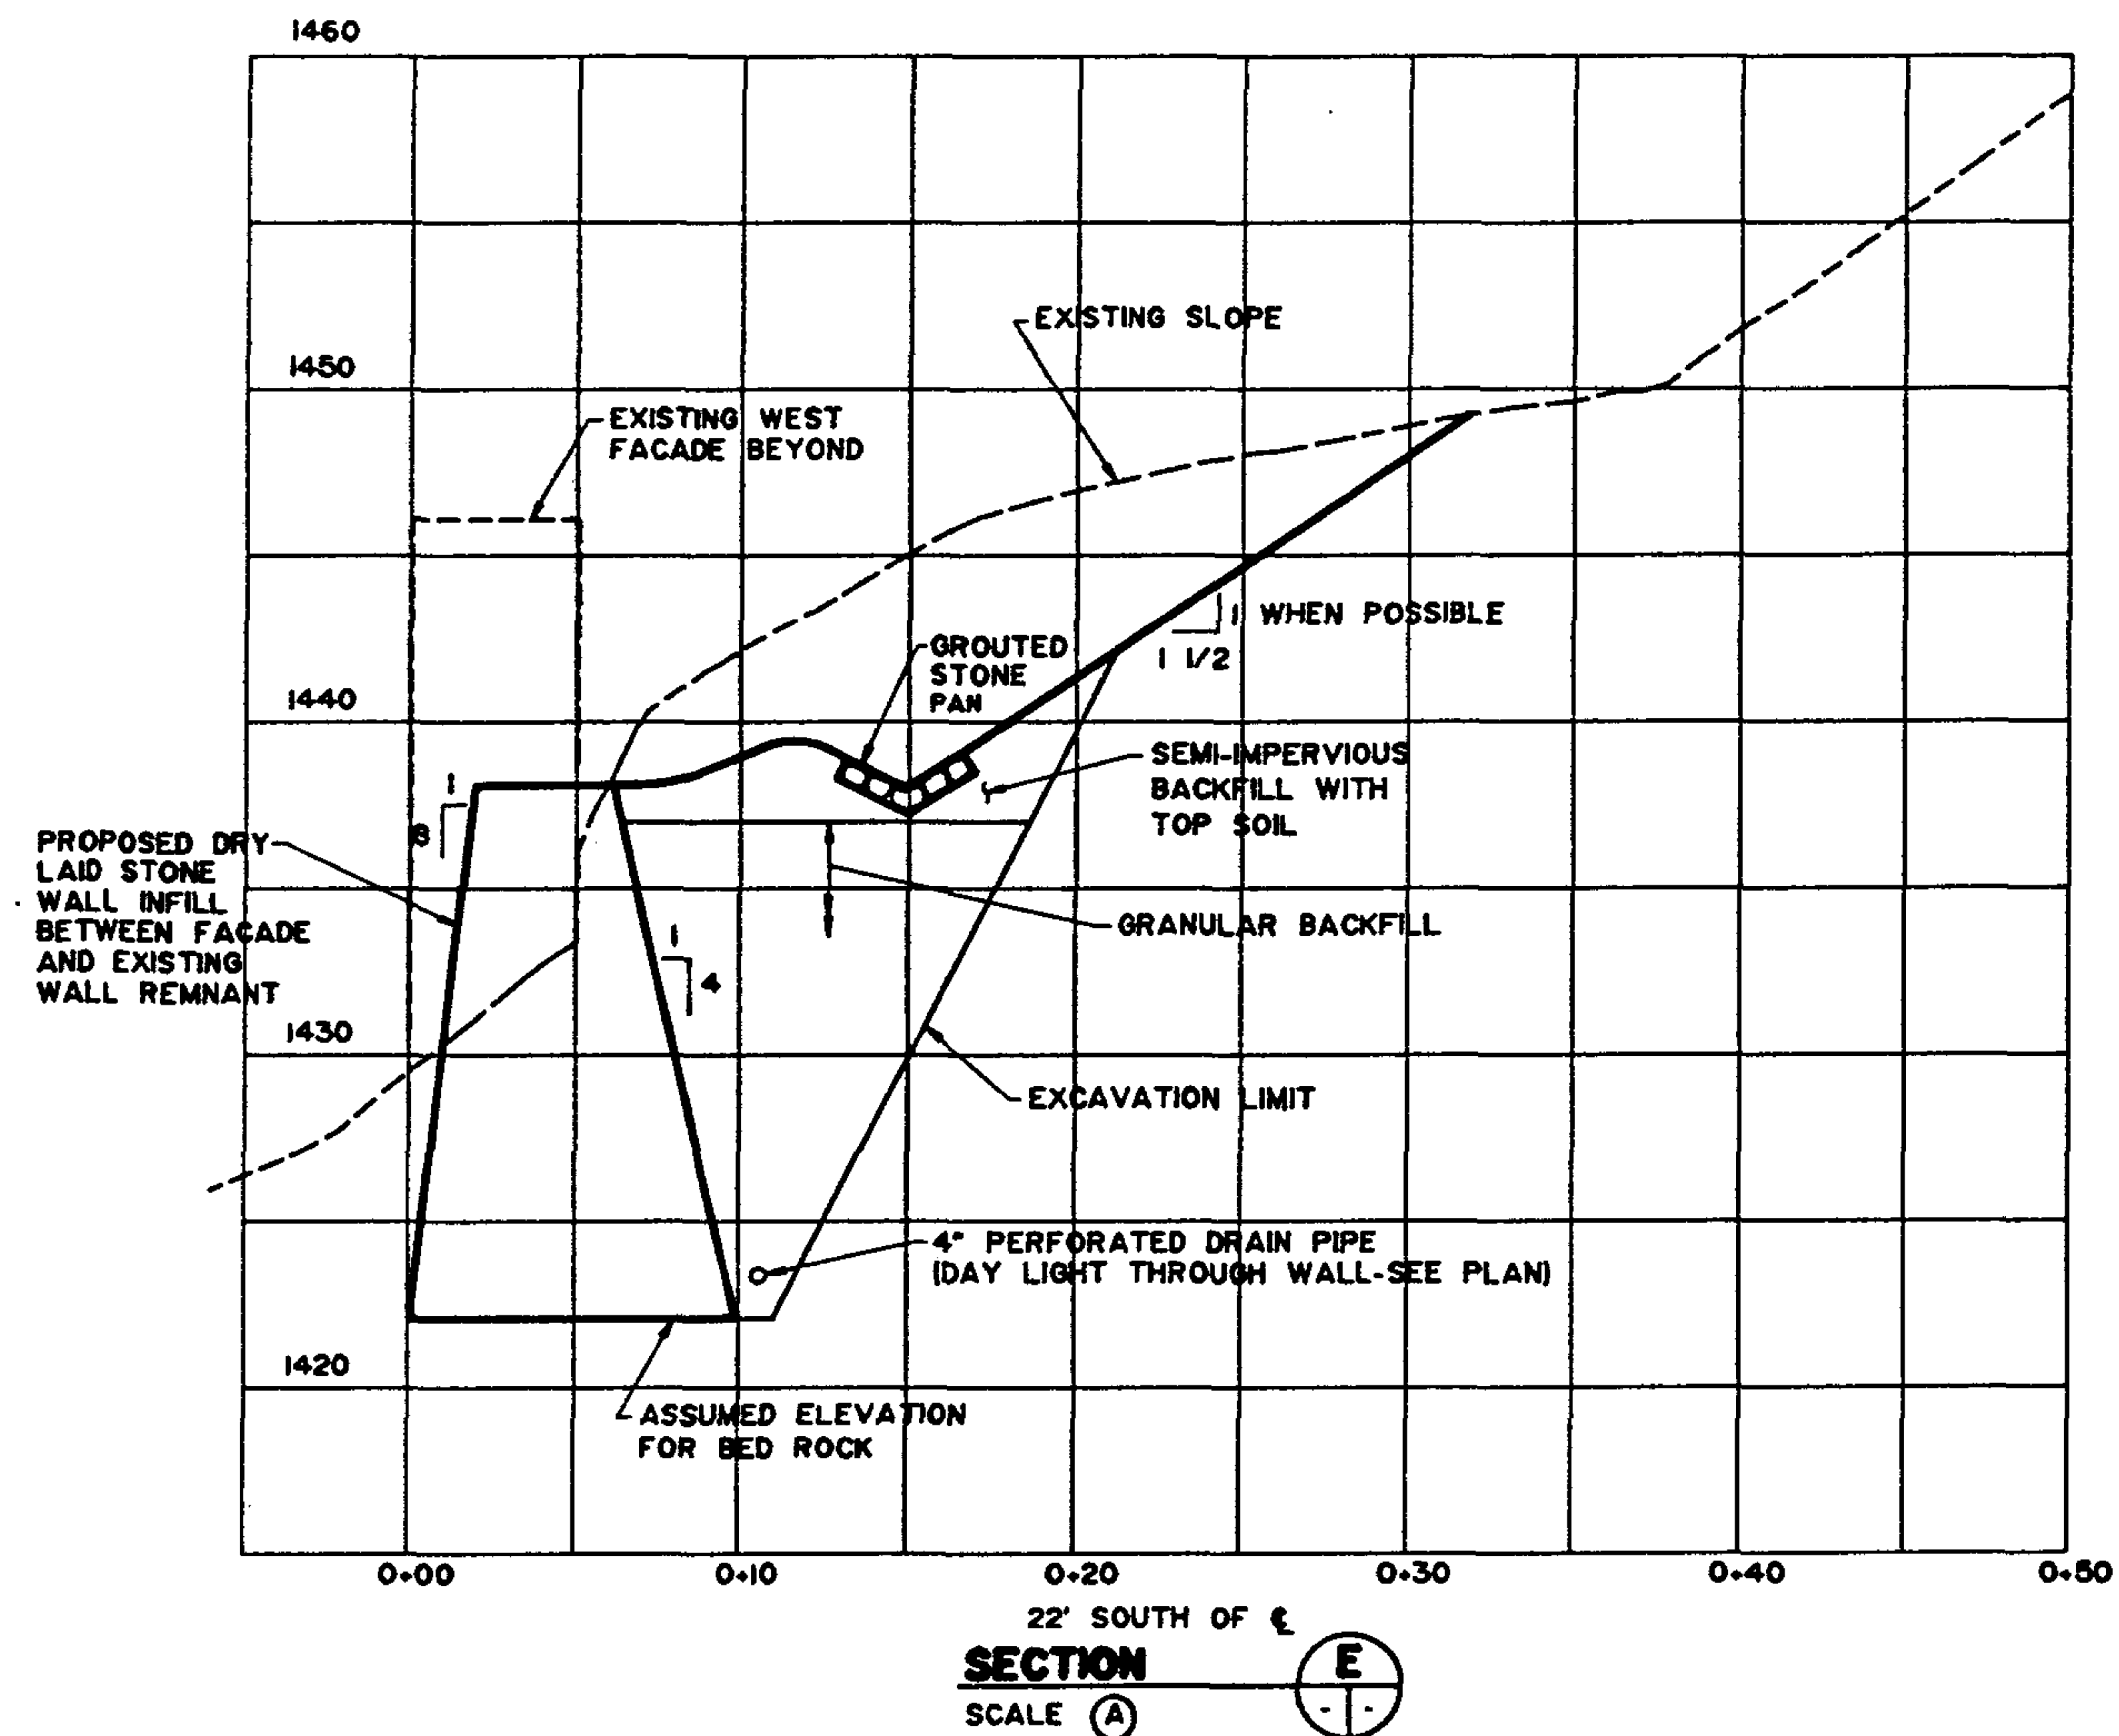 1460
EXISTING SLOPE
1450
EXISTING WEST
FACADE BEYOND
1 WHEN POSSIBLE
1 1/2
GROUTED
STONE
PAN
1440
SEMI-IMPERVIOUS
BACKFILL WITH
TOP SOIL
1
8
PROPOSED DRY
LAID STONE
WALL INFILL
BETWEEN FACADE
AND EXISTING
WALL REMNANT
GRANULAR BACKFILL
1
4
1430
EXCAVATION LIMIT
4" PERFORATED DRAIN PIPE
(DAY LIGHT THROUGH WALL-SEE PLAN)
1420
ASSUMED ELEVATION
FOR BED ROCK
0+00 0+10 0+20 0+30 0+40 0+50
22' SOUTH OF ℄
SECTION E
SCALE A - -